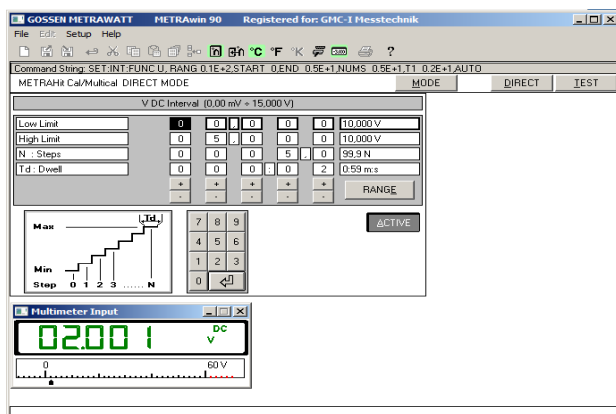 GOSSEN METRAWATT METRAwin 90 Registered for: GMC-I Messtechnik
File Edit Setup Help
°C °F °K ?
Command String: SET:INT:FUNC U, RANG 0.1E+2,START 0,END 0.5E+1,NUMS 0.5E+1,T1 0.2E+1,AUTO
METRAHit Cal/Multical DIRECT MODE MODE DIRECT TEST
V DC Interval (0,00 mV ÷ 15,000 V)
Low Limit 0 0 , 0 0 0 10,000 V
High Limit 0 5 , 0 0 0 10,000 V
N : Steps 0 0 0 5 , 0 99,9 N
Td : Dwell 0 0 0 : 0 2 0:59 m:s
+ + + + +
- - - - - RANGE
Max Td
Min
Step 0 1 2 3 ...... N
7 8 9
4 5 6
1 2 3
0
ACTIVE
Multimeter Input
02.001 DC V
0 60 V